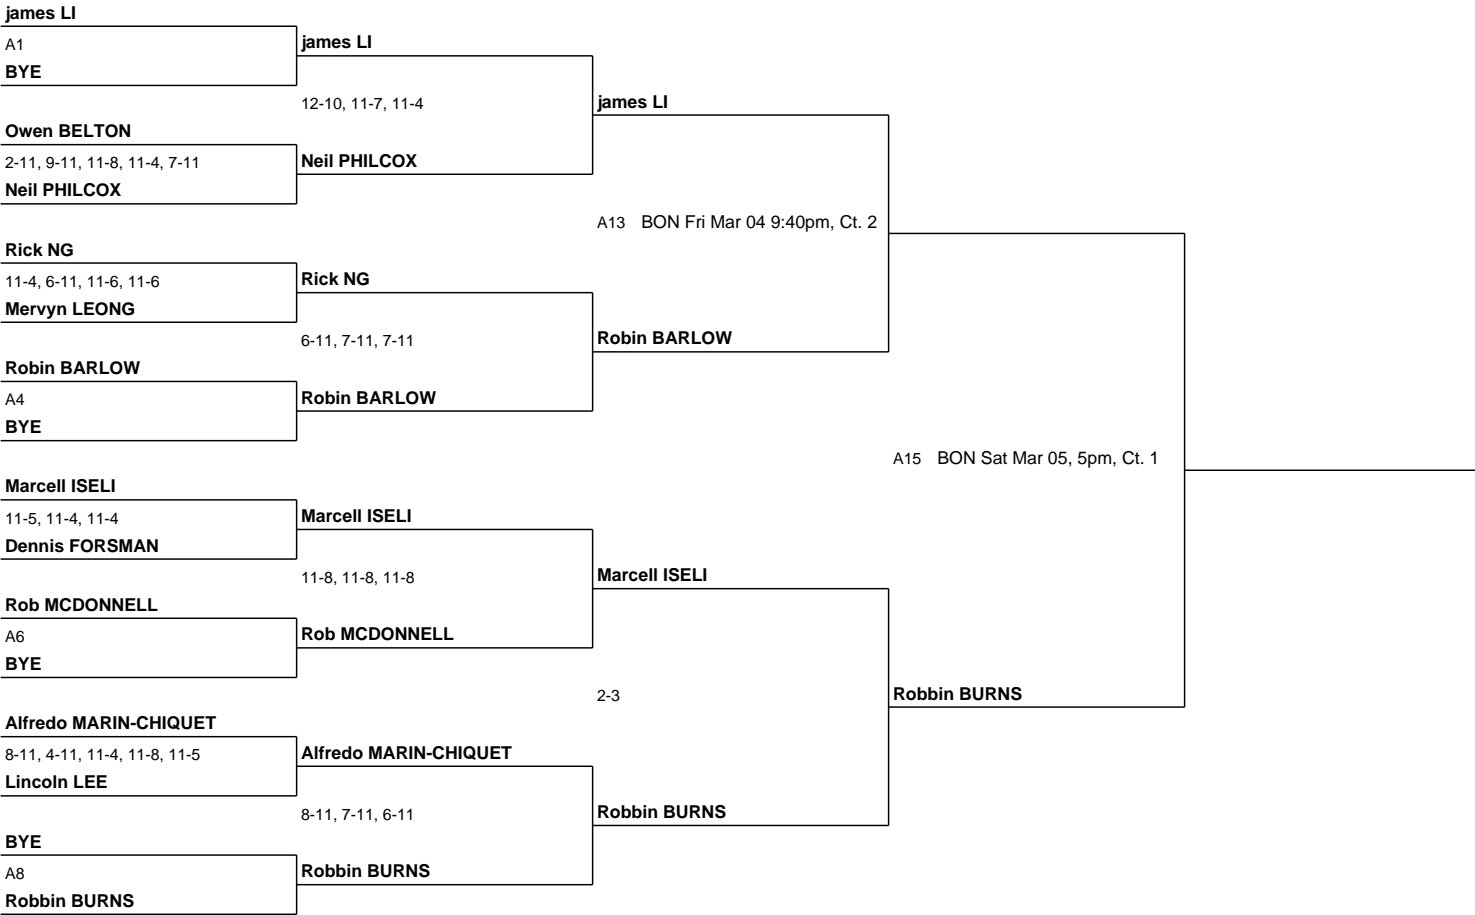 james LI
A1
BYE
james LI
12-10, 11-7, 11-4
james LI
Owen BELTON
2-11, 9-11, 11-8, 11-4, 7-11
Neil PHILCOX
Neil PHILCOX
A13 BON Fri Mar 04 9:40pm, Ct. 2
Rick NG
11-4, 6-11, 11-6, 11-6
Mervyn LEONG
Rick NG
6-11, 7-11, 7-11
Robin BARLOW
Robin BARLOW
A4
BYE
Robin BARLOW
A15 BON Sat Mar 05, 5pm, Ct. 1
Marcell ISELI
11-5, 11-4, 11-4
Dennis FORSMAN
Marcell ISELI
11-8, 11-8, 11-8
Marcell ISELI
Rob MCDONNELL
A6
BYE
Rob MCDONNELL
2-3
Robbin BURNS
Alfredo MARIN-CHIQUET
8-11, 4-11, 11-4, 11-8, 11-5
Lincoln LEE
Alfredo MARIN-CHIQUET
8-11, 7-11, 6-11
Robbin BURNS
BYE
A8
Robbin BURNS
Robbin BURNS